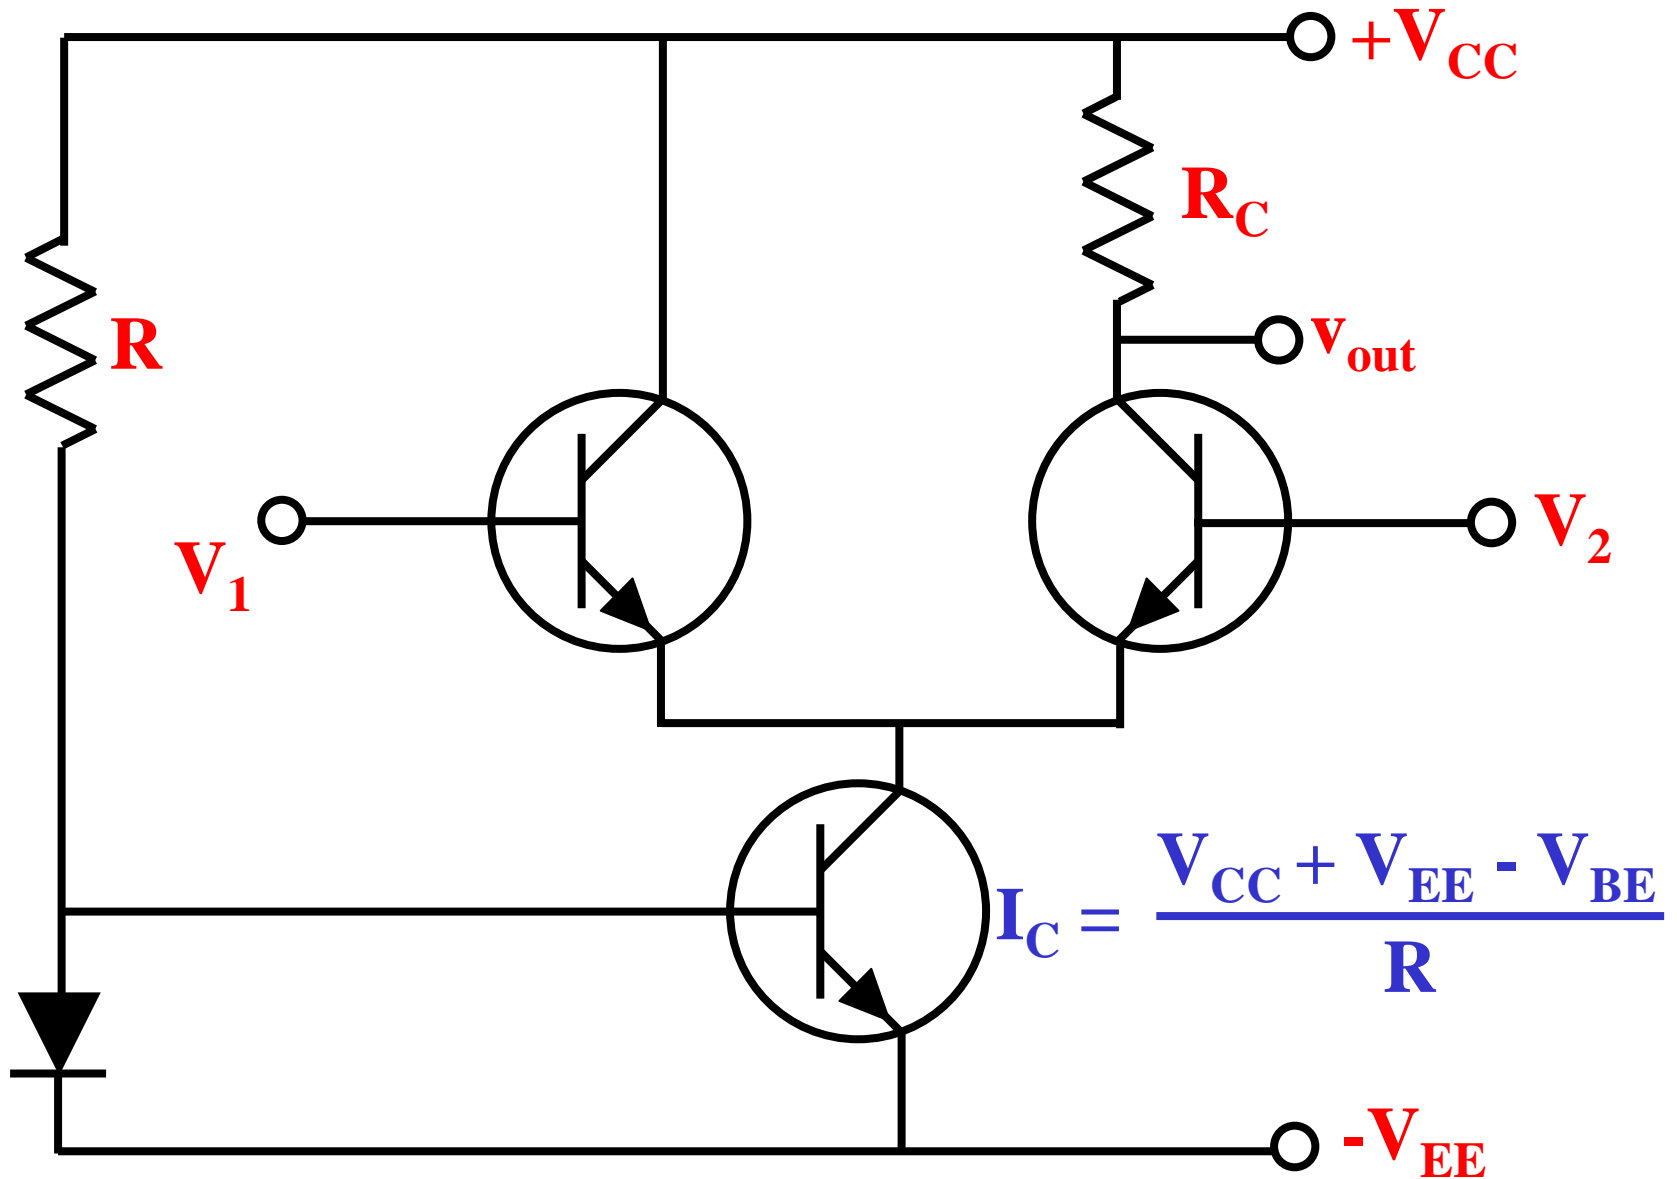 +VCC
RC
R
vout
V1
V2
IC = VCC + VEE - VBE
R
-VEE